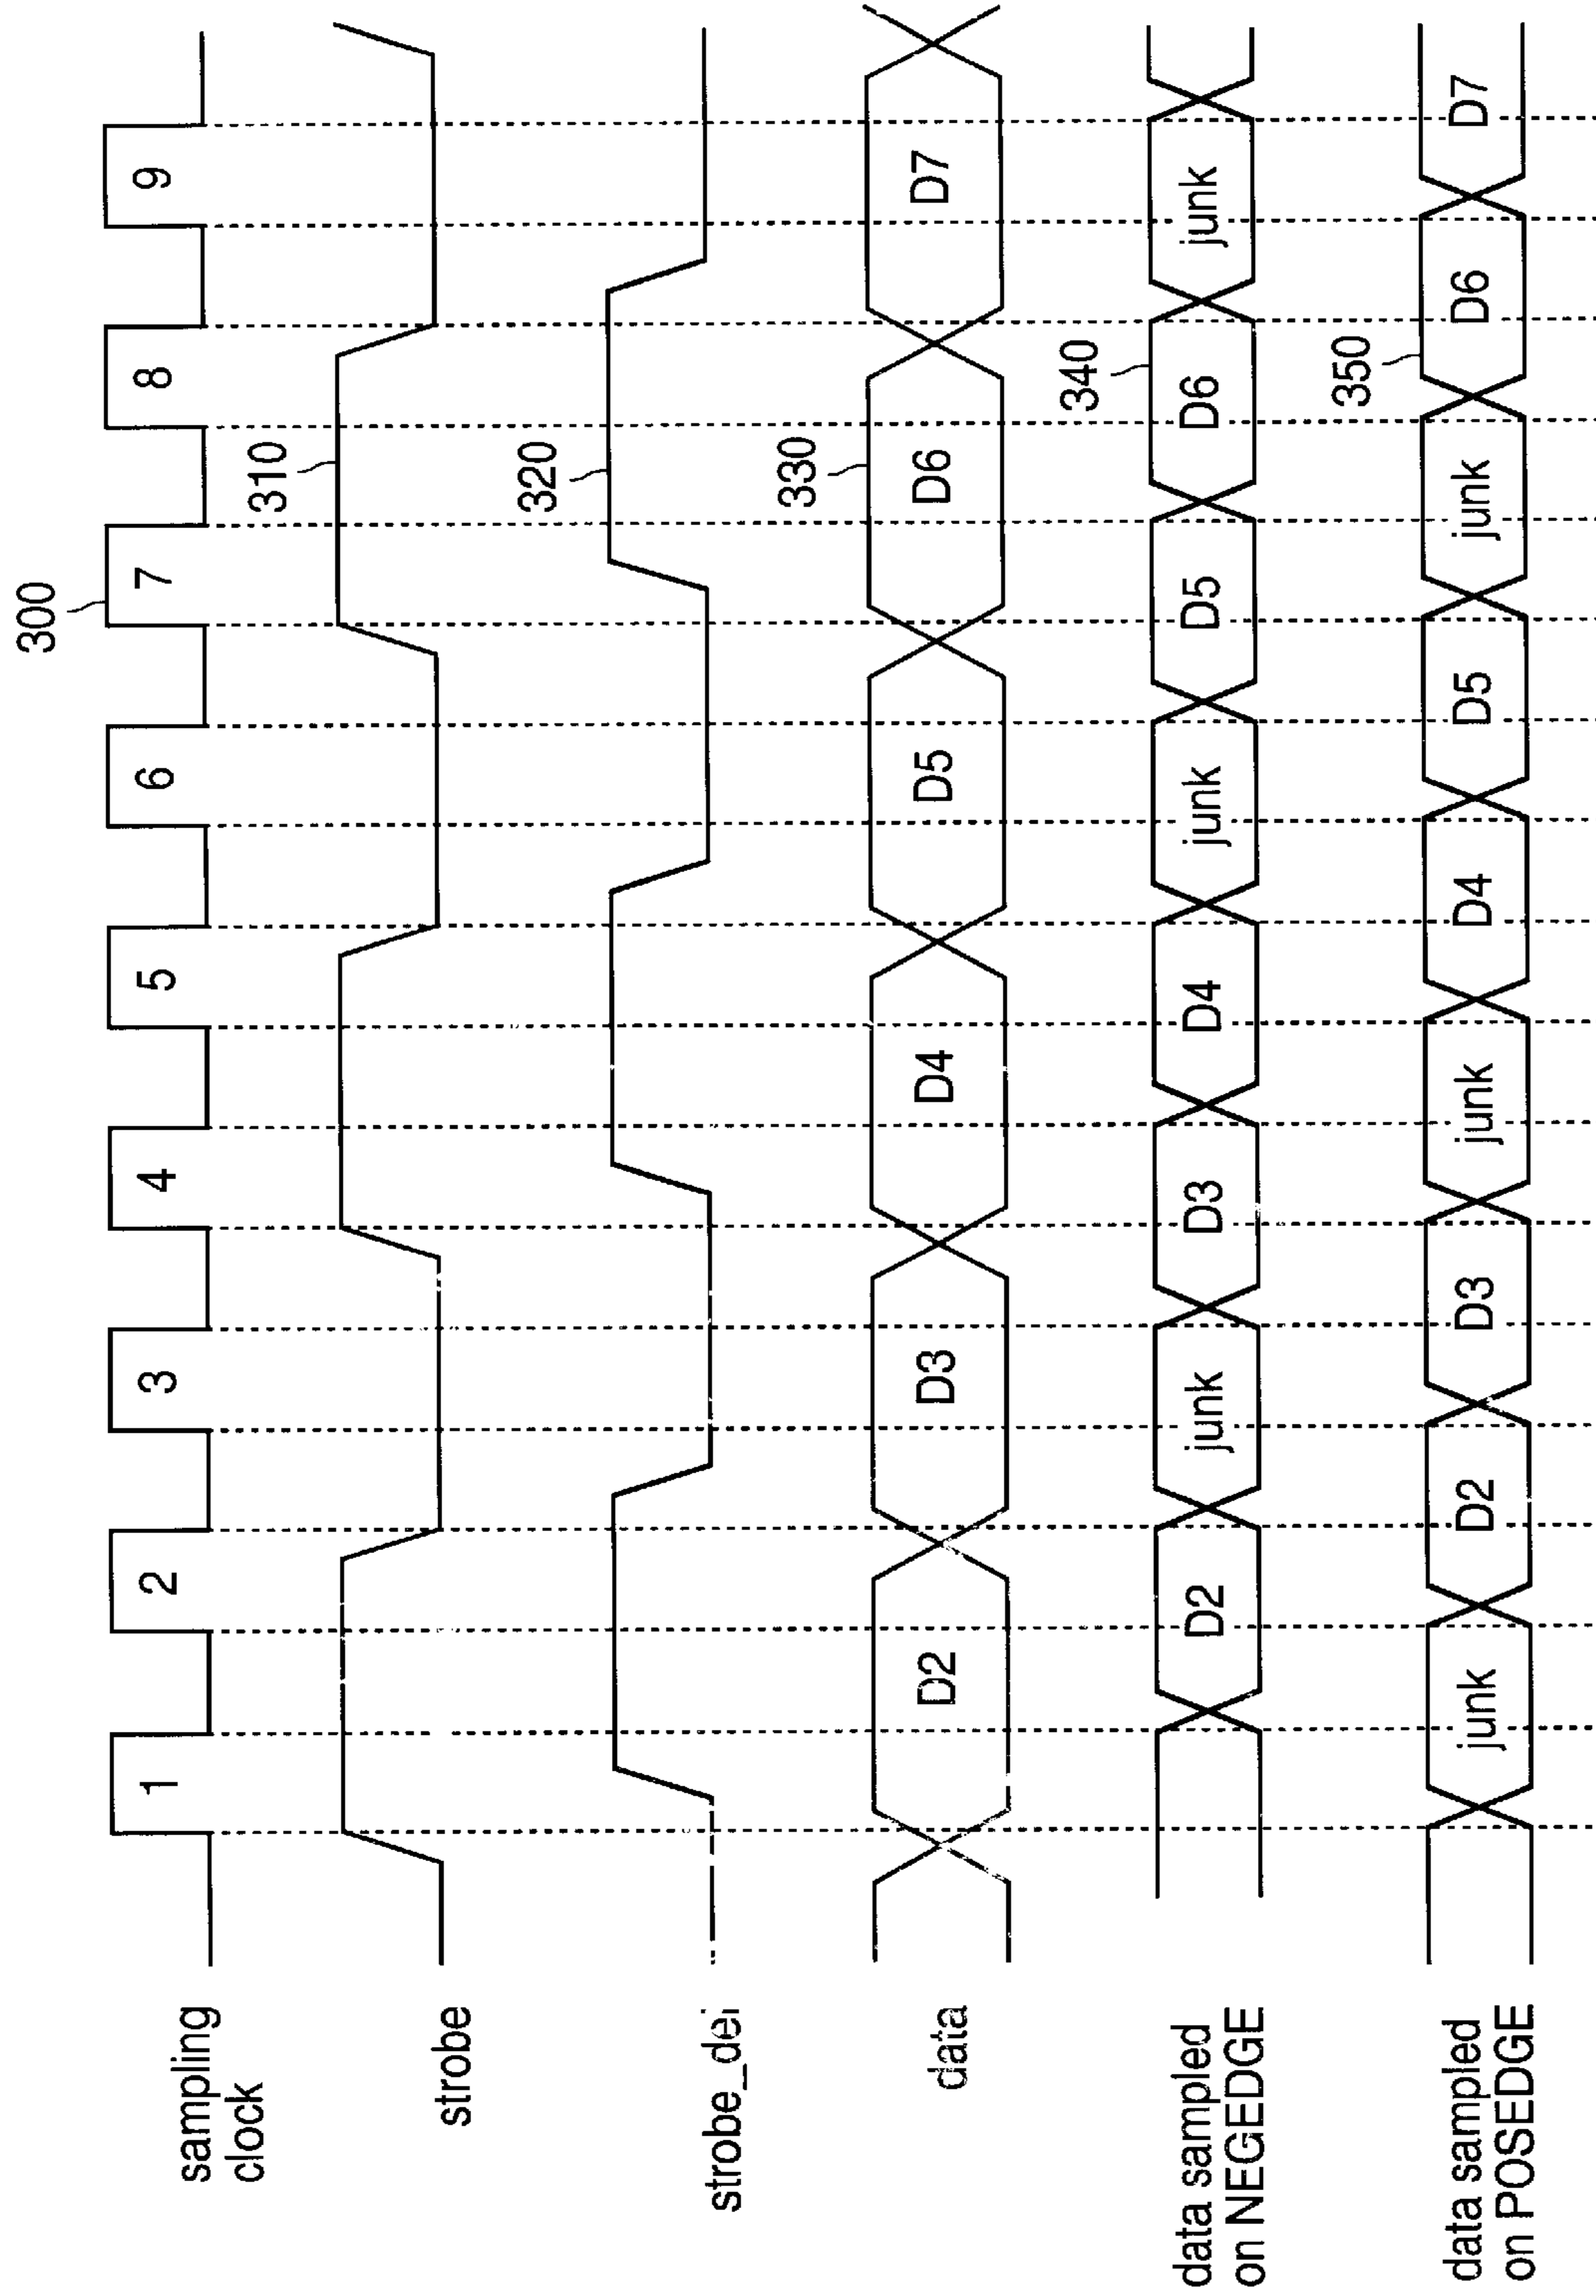 300
sampling
clock
1 2 3 4 5 6 7 8 9
310
strobe
320
strobe_del
330
data
D2 D3 D4 D5 D6 D7
340
data sampled
on NEGEDGE
D2 junk D3 D4 junk D5 D6 junk
350
data sampled
on POSEDGE
junk D2 D3 junk D4 D5 junk D6 D7